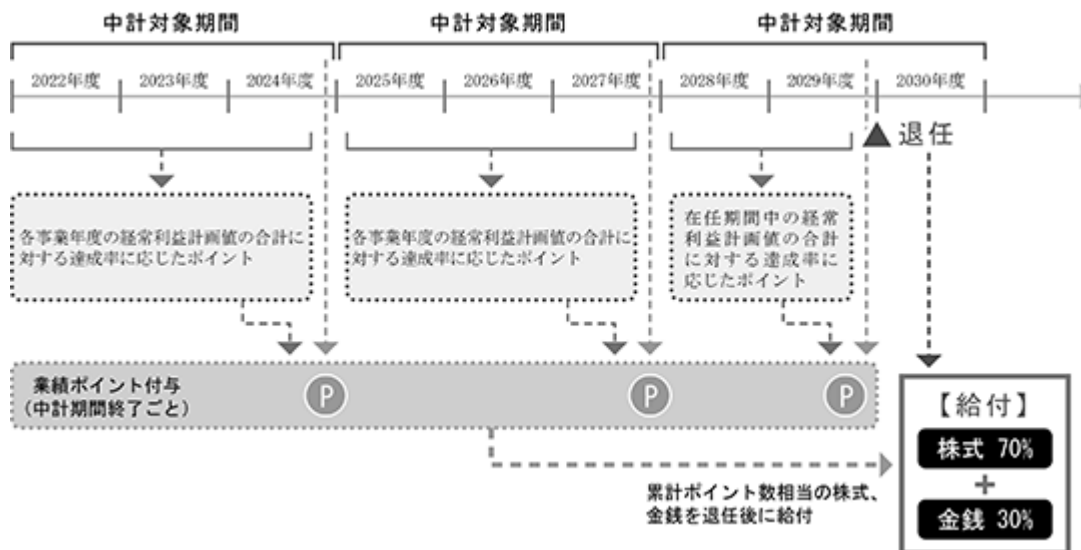 中計対象期間
中計対象期間
中計対象期間
2022年度
2023年度
2024年度
2025年度
2026年度
2027年度
2028年度
2029年度
2030年度
退任
各事業年度の経常利益計画値の合計に
対する達成率に応じたポイント
各事業年度の経常利益計画値の合計に
対する達成率に応じたポイント
在任期間中の経常
利益計画値の合計
に対する達成率に
応じたポイント
業績ポイント付与
(中計期間終了ごと)
P
P
P
【給付】
株式 70%
+
金銭 30%
累計ポイント数相当の株式、
金銭を退任後に給付